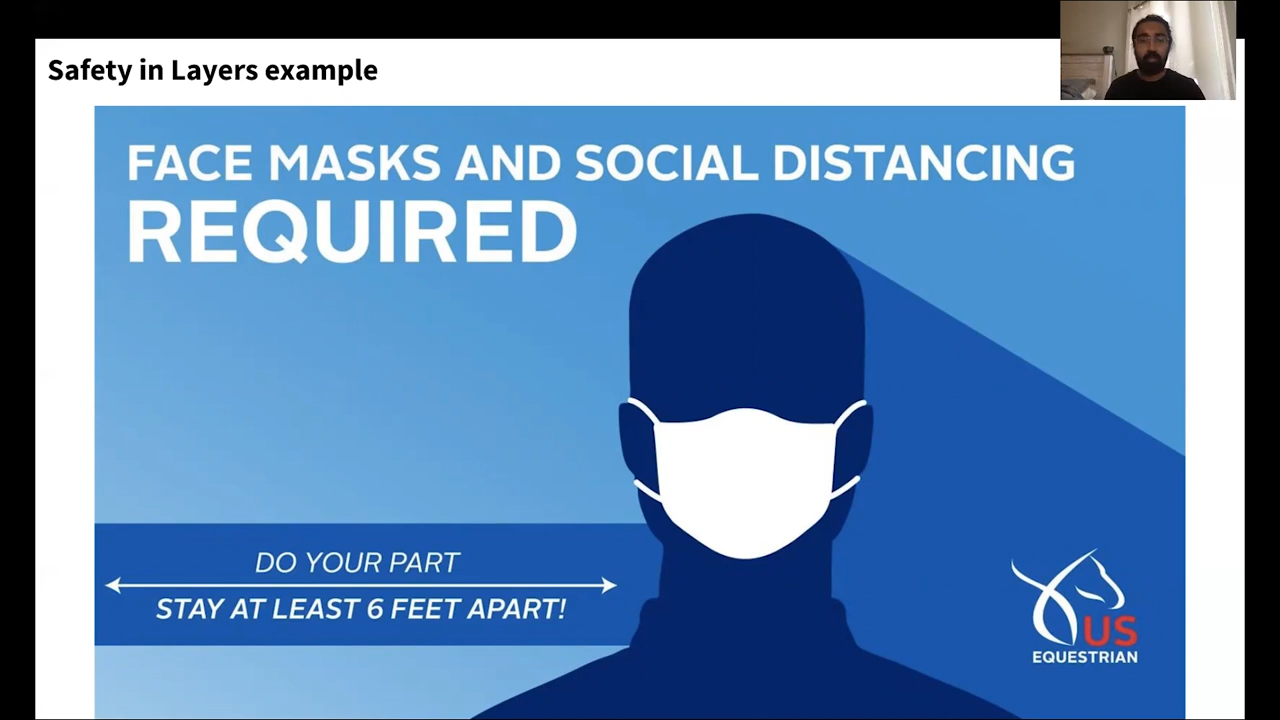 Safety in Layers example
FACE MASKS AND SOCIAL DISTANCING
REQUIRED
DO YOUR PART
STAY AT LEAST 6 FEET APART!
US
EQUESTRIAN